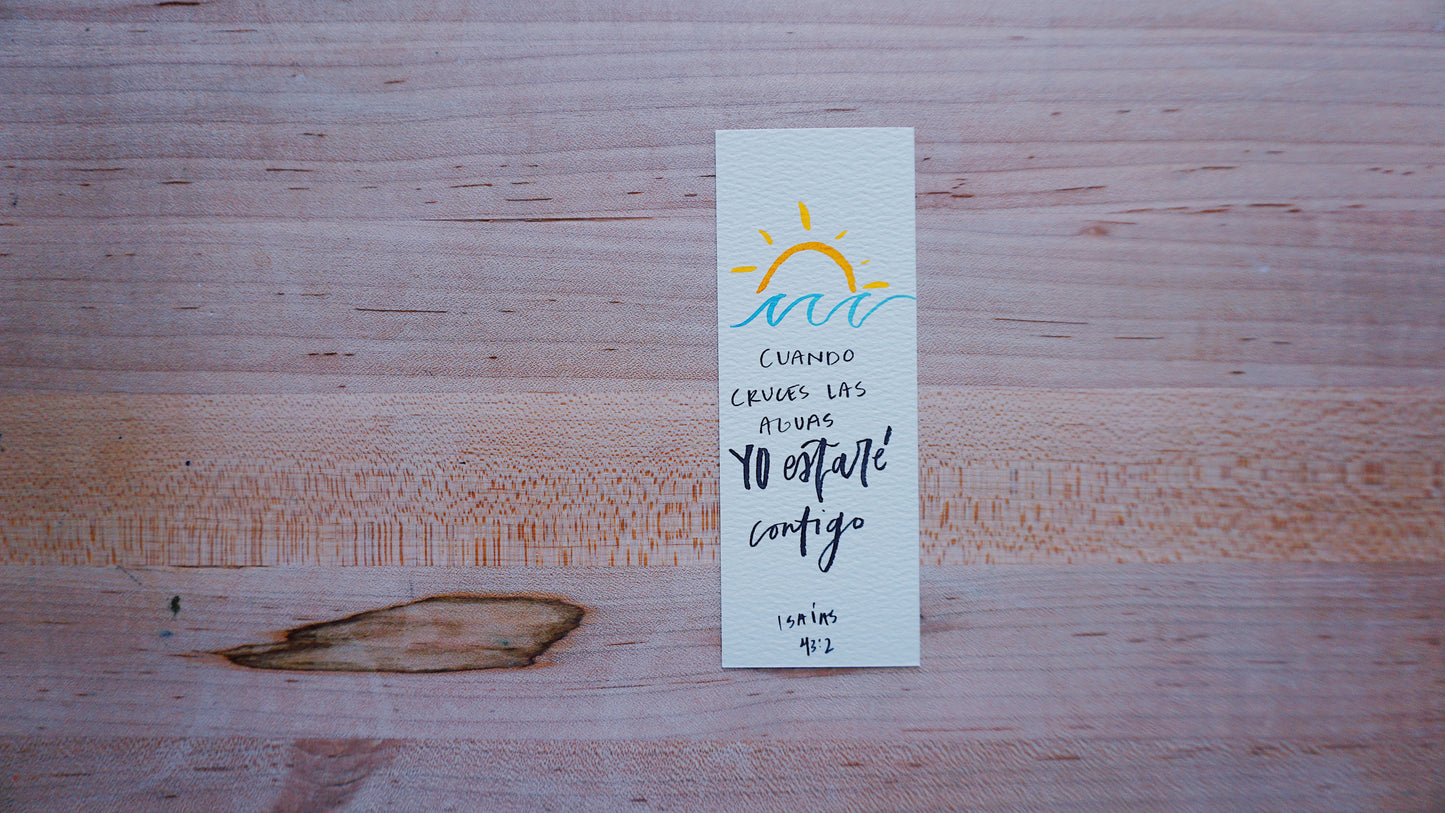 CUANDO
CRUCES LAS
AGUAS
YO estaré
contigo
ISAÍAS
43:2